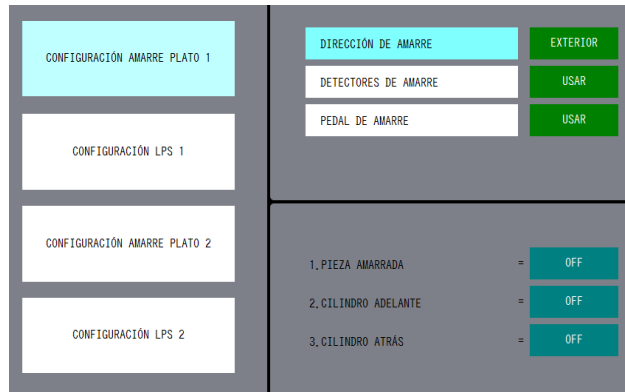 CONFIGURACIÓN AMARRE PLATO 1
CONFIGURACIÓN LPS 1
CONFIGURACIÓN AMARRE PLATO 2
CONFIGURACIÓN LPS 2
DIRECCIÓN DE AMARRE EXTERIOR
DETECTORES DE AMARRE USAR
PEDAL DE AMARRE USAR
1.PIEZA AMARRADA = OFF
2.CILINDRO ADELANTE = OFF
3.CILINDRO ATRÁS = OFF